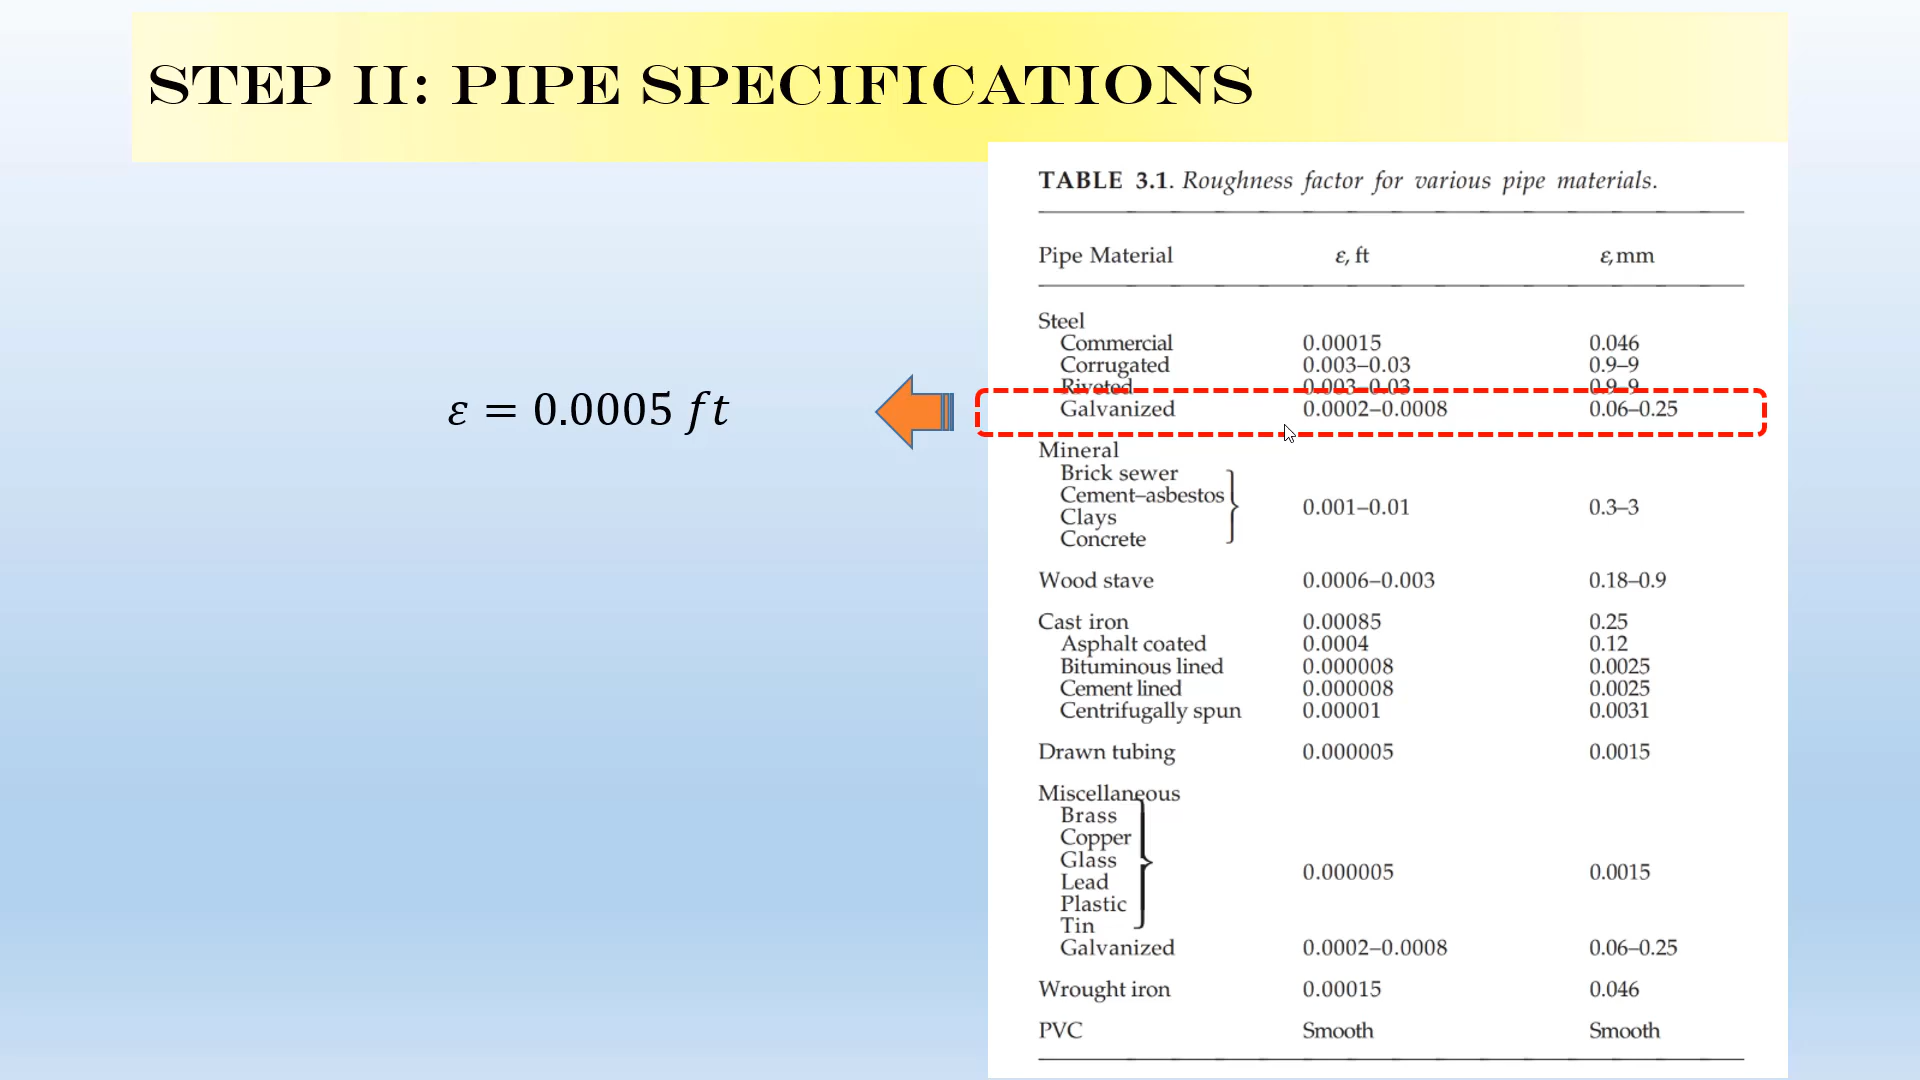 STEP II: PIPE SPECIFICATIONS
TABLE 3.1. Roughness factor for various pipe materials.
Pipe Material ε, ft ε, mm
Steel
Commercial 0.00015 0.046
Corrugated 0.003–0.03 0.9–9
Riveted 0.003–0.03 0.9–9
Galvanized 0.0002–0.0008 0.06–0.25
ε = 0.0005 ft
Mineral
Brick sewer
Cement–asbestos
Clays
Concrete
0.001–0.01 0.3–3
Wood stave 0.0006–0.003 0.18–0.9
Cast iron 0.00085 0.25
Asphalt coated 0.0004 0.12
Bituminous lined 0.000008 0.0025
Cement lined 0.000008 0.0025
Centrifugally spun 0.00001 0.0031
Drawn tubing 0.000005 0.0015
Miscellaneous
Brass
Copper
Glass
Lead
Plastic
Tin
0.000005 0.0015
Galvanized 0.0002–0.0008 0.06–0.25
Wrought iron 0.00015 0.046
PVC Smooth Smooth